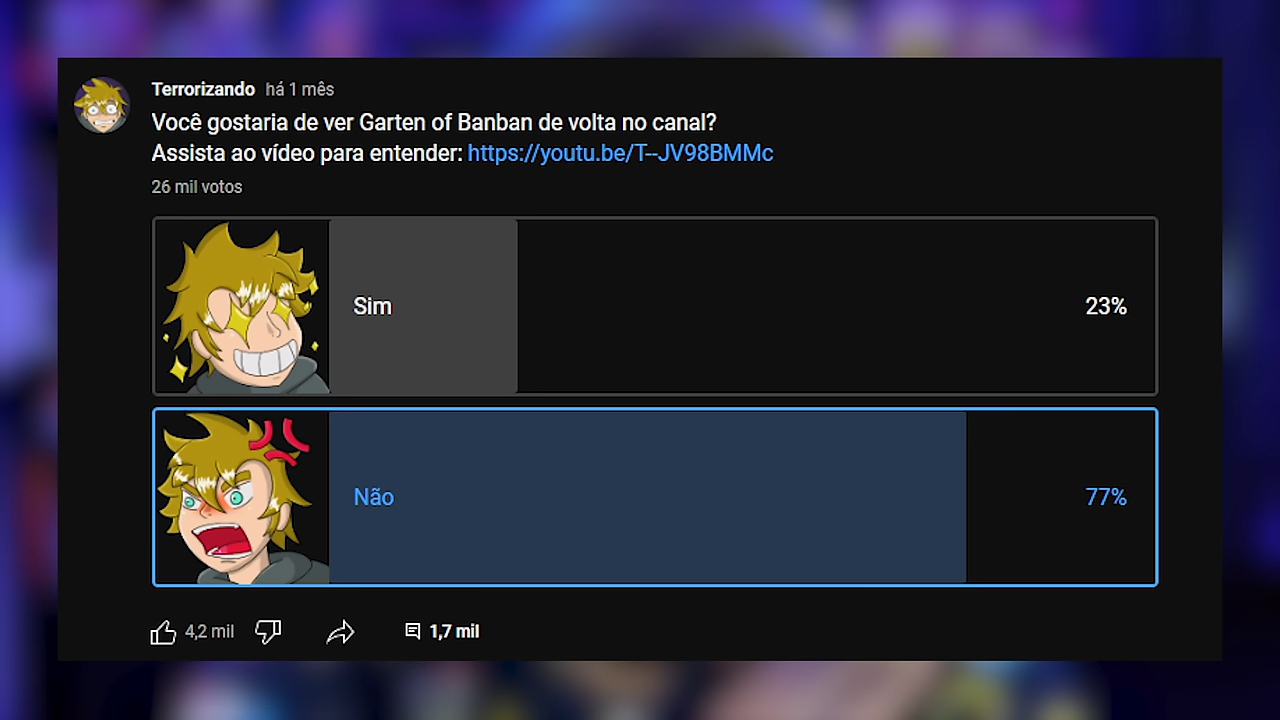 Terrorizando há 1 mês
Você gostaria de ver Garten of Banban de volta no canal?
Assista ao vídeo para entender: https://youtu.be/T--JV98BMMc
26 mil votos
Sim 23%
Não 77%
4,2 mil 1,7 mil